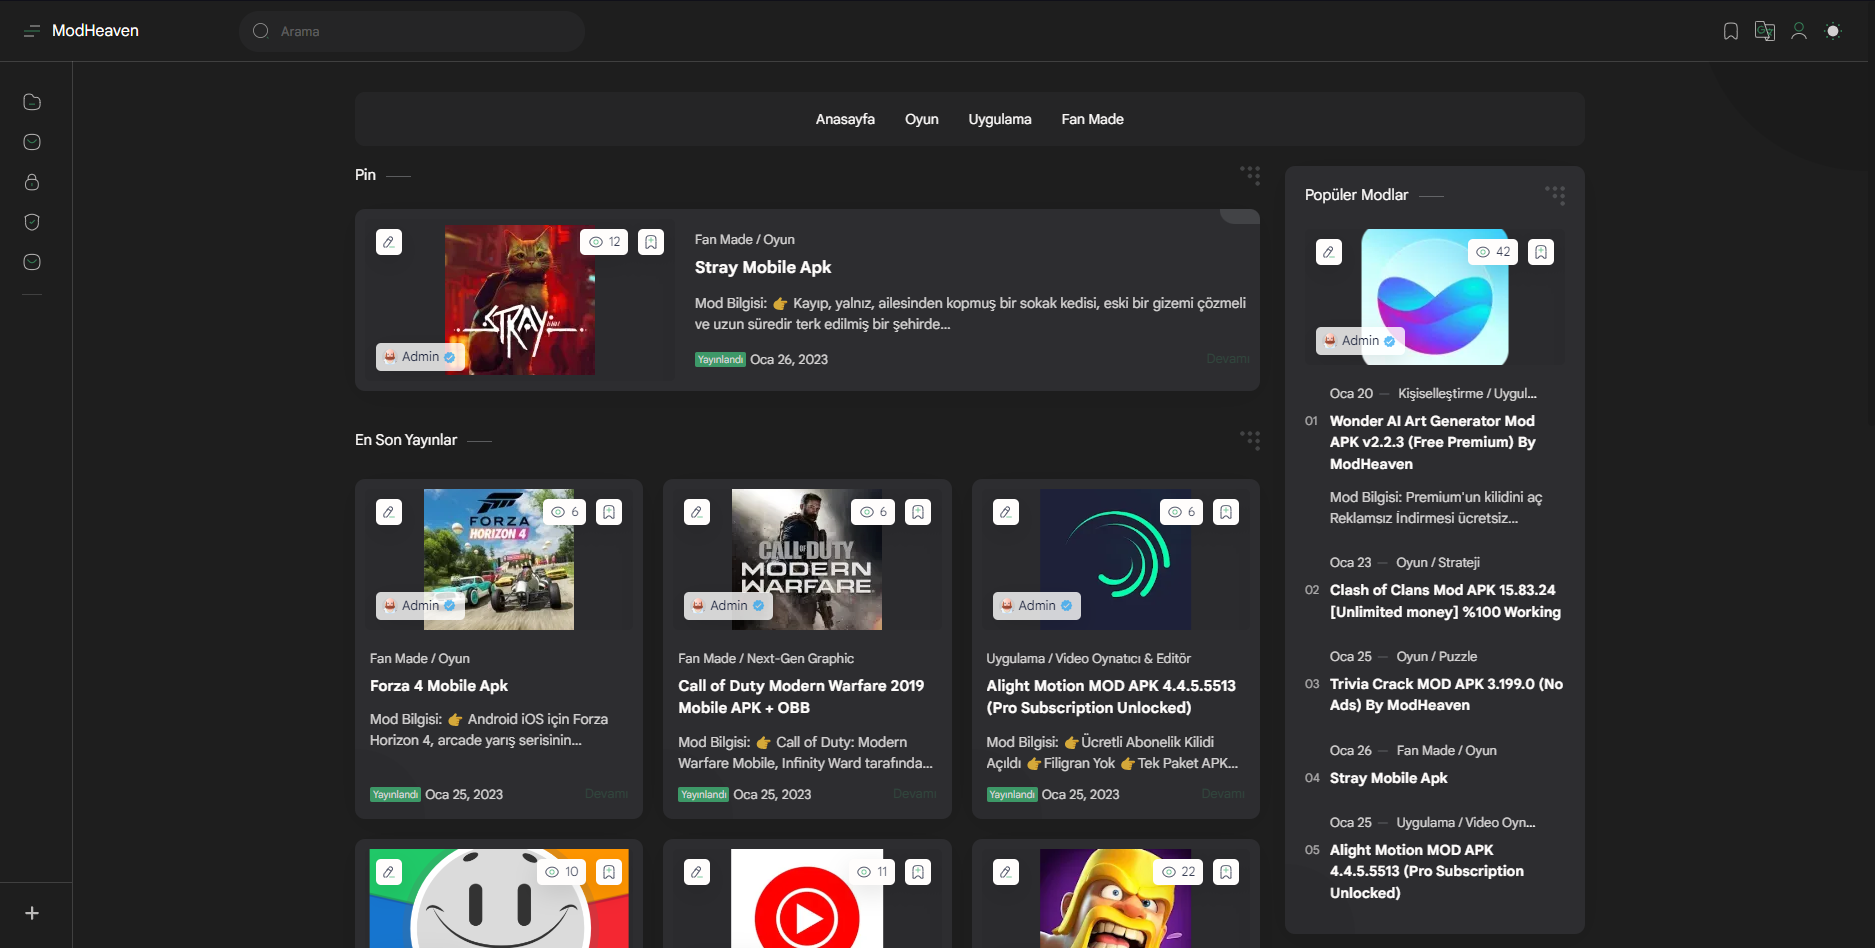 ModHeaven
Arama
Anasayfa Oyun Uygulama Fan Made
Pin
12
STRAY
Admin
Fan Made / Oyun
Stray Mobile Apk
Mod Bilgisi: 👉 Kayıp, yalnız, ailesinden kopmuş bir sokak kedisi, eski bir gizemi çözmeli
ve uzun süredir terk edilmiş bir şehirde...
Yayınlandı Oca 26, 2023
Devamı
En Son Yayınlar
6
FORZA
HORIZON 4
Admin
Fan Made / Oyun
Forza 4 Mobile Apk
Mod Bilgisi: 👉 Android iOS için Forza
Horizon 4, arcade yarış serisinin...
Yayınlandı Oca 25, 2023
Devamı
6
CALL OF DUTY
MODERN
WARFARE
Admin
Fan Made / Next-Gen Graphic
Call of Duty Modern Warfare 2019
Mobile APK + OBB
Mod Bilgisi: 👉 Call of Duty: Modern
Warfare Mobile, Infinity Ward tarafında...
Yayınlandı Oca 25, 2023
Devamı
6
Admin
Uygulama / Video Oynatıcı & Editör
Alight Motion MOD APK 4.4.5.5513
(Pro Subscription Unlocked)
Mod Bilgisi: 👉Ücretli Abonelik Kilidi
Açıldı 👉Filigran Yok 👉Tek Paket APK...
Yayınlandı Oca 25, 2023
Devamı
10
11
22
Popüler Modlar
42
Admin
Oca 20 — Kişiselleştirme / Uygul...
01 Wonder AI Art Generator Mod
APK v2.2.3 (Free Premium) By
ModHeaven
Mod Bilgisi: Premium'un kilidini aç
Reklamsız İndirmesi ücretsiz...
Oca 23 — Oyun / Strateji
02 Clash of Clans Mod APK 15.83.24
[Unlimited money] %100 Working
Oca 25 — Oyun / Puzzle
03 Trivia Crack MOD APK 3.199.0 (No
Ads) By ModHeaven
Oca 26 — Fan Made / Oyun
04 Stray Mobile Apk
Oca 25 — Uygulama / Video Oyn...
05 Alight Motion MOD APK
4.4.5.5513 (Pro Subscription
Unlocked)